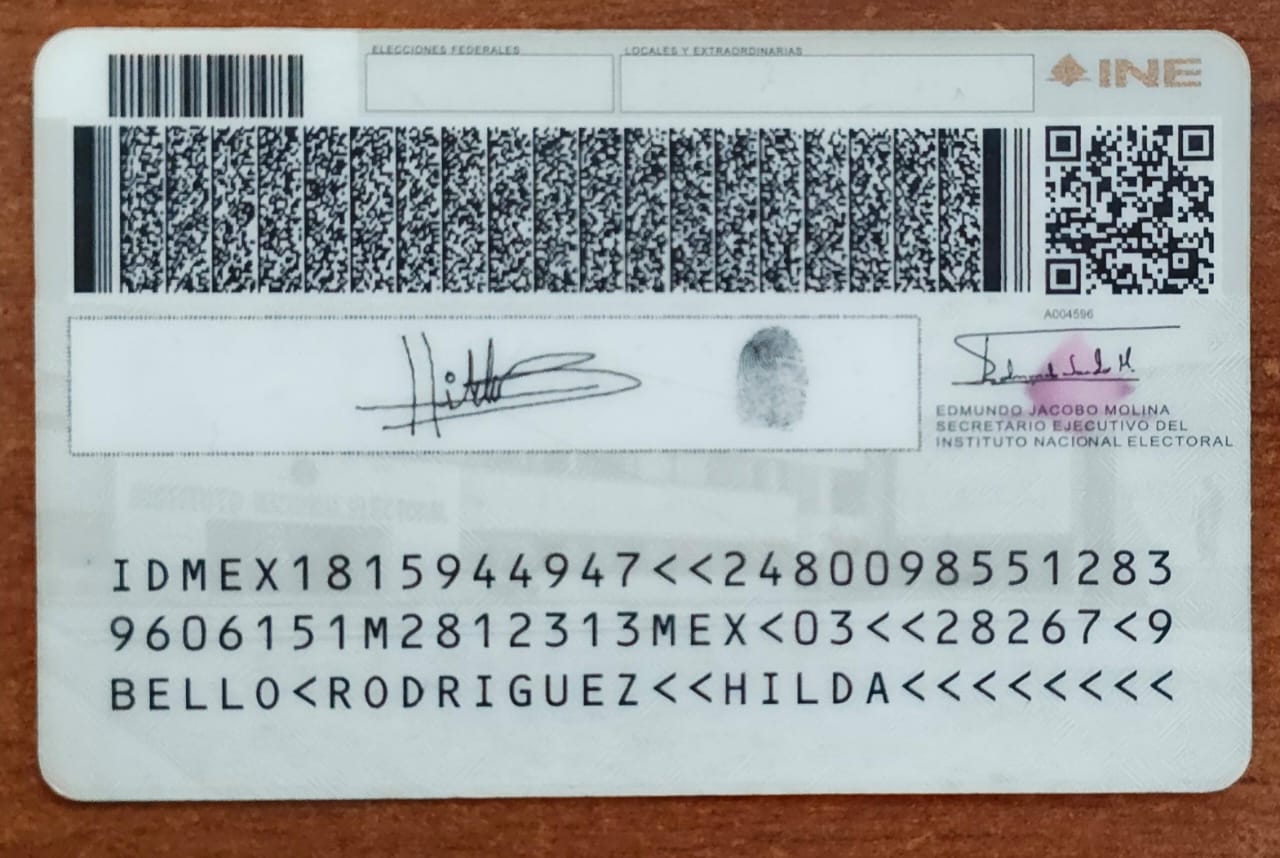 ELECCIONES FEDERALES
LOCALES Y EXTRAORDINARIAS
INE
A004596
EDMUNDO JACOBO MOLINA
SECRETARIO EJECUTIVO DEL
INSTITUTO NACIONAL ELECTORAL
IDMEX1815944947<<2480098551283
9606151M2812313MEX<03<<28267<9
BELLO<RODRIGUEZ<<HILDA<<<<<<<<